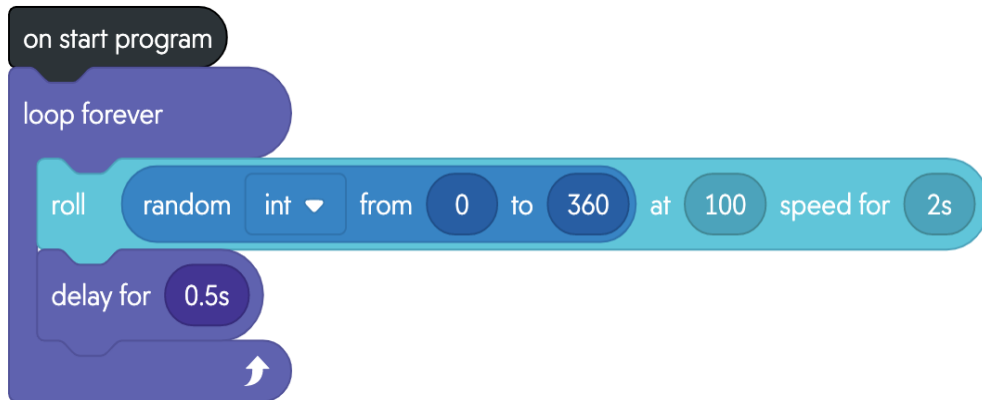 on start program
loop forever
roll random int from 0 to 360 at 100 speed for 2s
delay for 0.5s